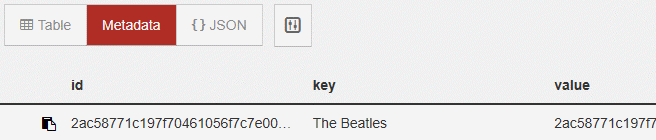 Table Metadata {} JSON
id key value
2ac58771c197f70461056f7c7e00... The Beatles 2ac58771c197f7